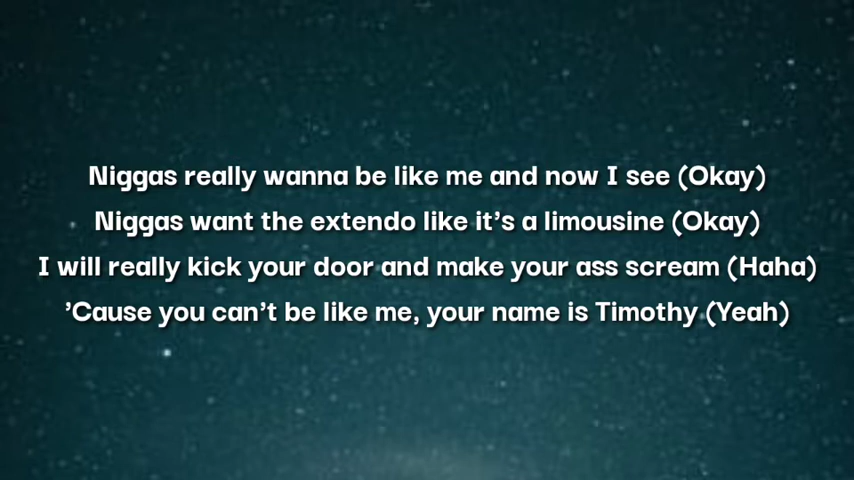 Niggas really wanna be like me and now I see (Okay)
Niggas want the extendo like it's a limousine (Okay)
I will really kick your door and make your ass scream (Haha)
'Cause you can't be like me, your name is Timothy (Yeah)